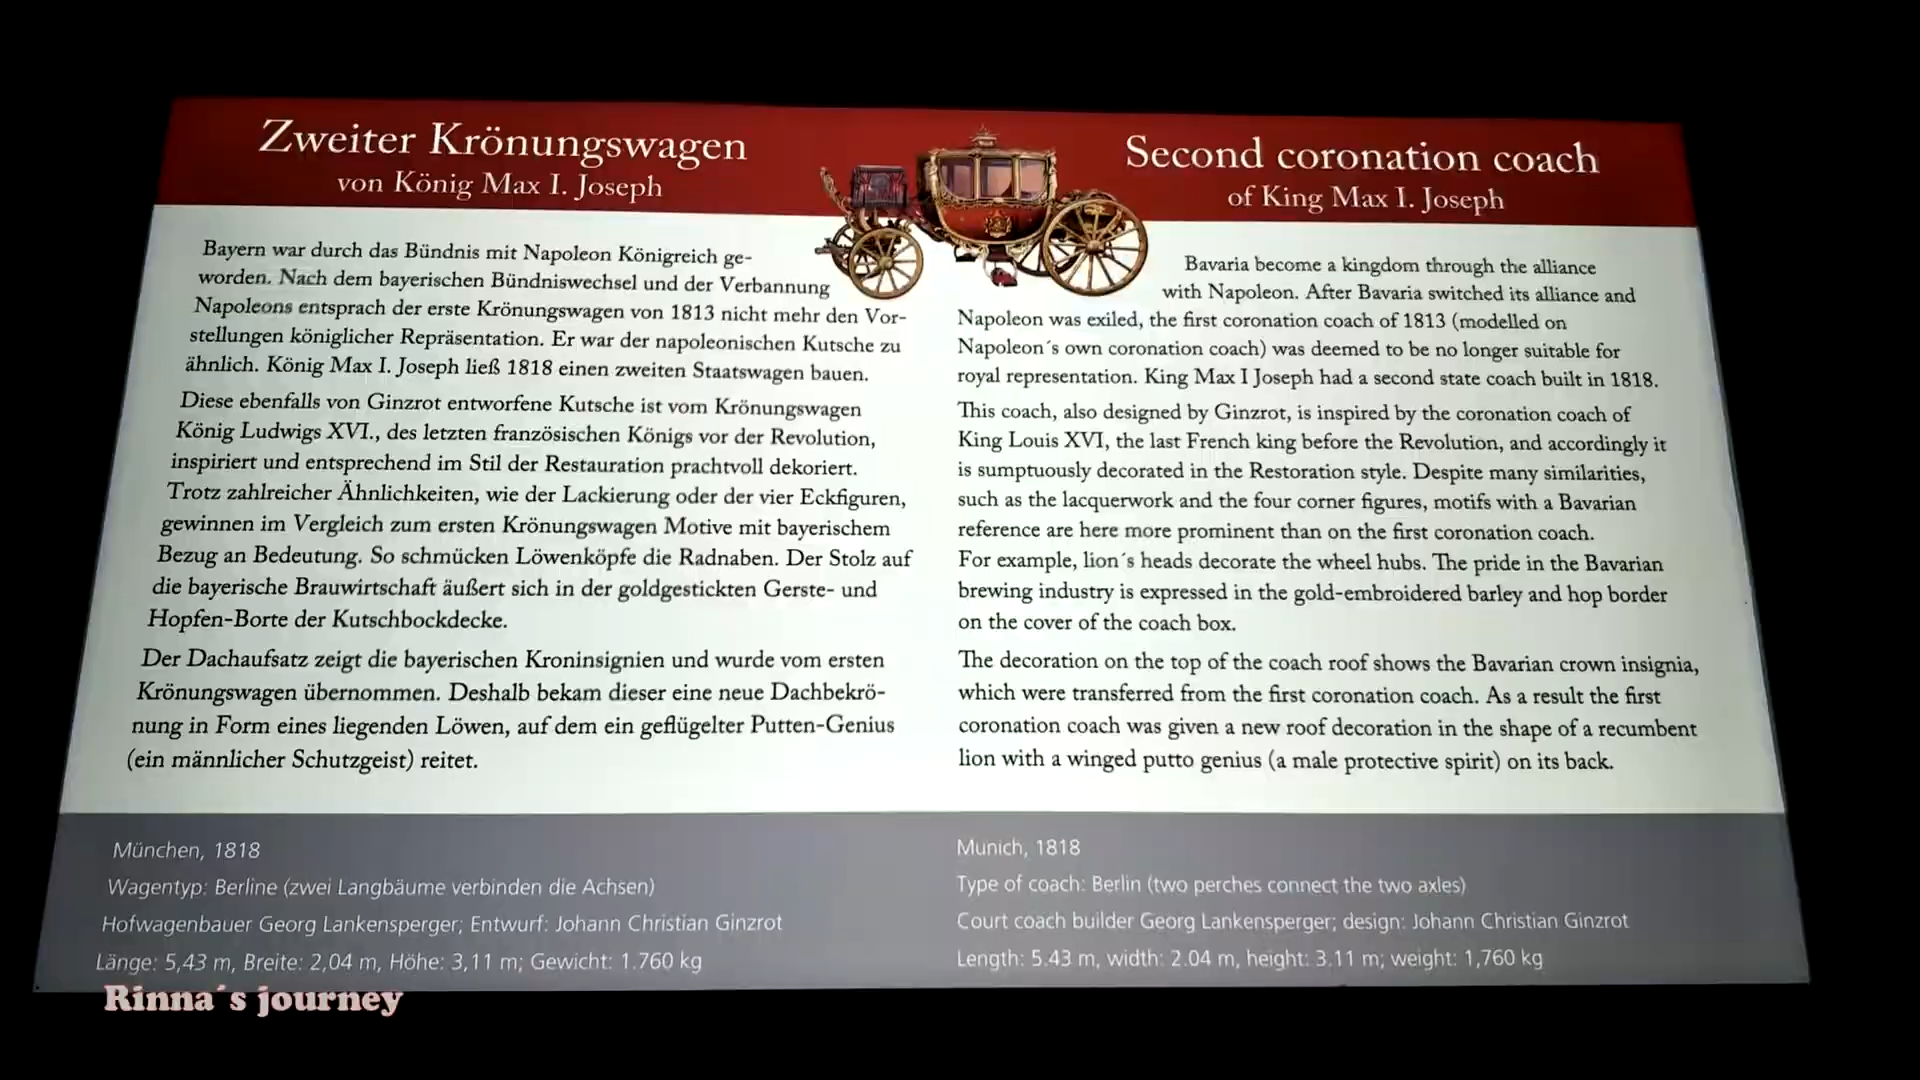 Zweiter Krönungswagen
von König Max I. Joseph
Bayern war durch das Bündnis mit Napoleon Königreich ge-
worden. Nach dem bayerischen Bündniswechsel und der Verbannung
Napoleons entsprach der erste Krönungswagen von 1813 nicht mehr den Vor-
stellungen königlicher Repräsentation. Er war der napoleonischen Kutsche zu
ähnlich. König Max I. Joseph ließ 1818 einen zweiten Staatswagen bauen.
Diese ebenfalls von Ginzrot entworfene Kutsche ist vom Krönungswagen
König Ludwigs XVI., des letzten französischen Königs vor der Revolution,
inspiriert und entsprechend im Stil der Restauration prachtvoll dekoriert.
Trotz zahlreicher Ähnlichkeiten, wie der Lackierung oder der vier Eckfiguren,
gewinnen im Vergleich zum ersten Krönungswagen Motive mit bayerischem
Bezug an Bedeutung. So schmücken Löwenköpfe die Radnaben. Der Stolz auf
die bayerische Brauwirtschaft äußert sich in der goldgestickten Gerste- und
Hopfen-Borte der Kutschbockdecke.
Der Dachaufsatz zeigt die bayerischen Kroninsignien und wurde vom ersten
Krönungswagen übernommen. Deshalb bekam dieser eine neue Dachbekrö-
nung in Form eines liegenden Löwen, auf dem ein geflügelter Putten-Genius
(ein männlicher Schutzgeist) reitet.
München, 1818
Wagentyp: Berline (zwei Langbäume verbinden die Achsen)
Hofwagenbauer Georg Lankensperger; Entwurf: Johann Christian Ginzrot
Länge: 5,43 m, Breite: 2,04 m, Höhe: 3,11 m; Gewicht: 1.760 kg
Second coronation coach
of King Max I. Joseph
Bavaria become a kingdom through the alliance
with Napoleon. After Bavaria switched its alliance and
Napoleon was exiled, the first coronation coach of 1813 (modelled on
Napoleon´s own coronation coach) was deemed to be no longer suitable for
royal representation. King Max I Joseph had a second state coach built in 1818.
This coach, also designed by Ginzrot, is inspired by the coronation coach of
King Louis XVI, the last French king before the Revolution, and accordingly it
is sumptuously decorated in the Restoration style. Despite many similarities,
such as the lacquerwork and the four corner figures, motifs with a Bavarian
reference are here more prominent than on the first coronation coach.
For example, lion´s heads decorate the wheel hubs. The pride in the Bavarian
brewing industry is expressed in the gold-embroidered barley and hop border
on the cover of the coach box.
The decoration on the top of the coach roof shows the Bavarian crown insignia,
which were transferred from the first coronation coach. As a result the first
coronation coach was given a new roof decoration in the shape of a recumbent
lion with a winged putto genius (a male protective spirit) on its back.
Munich, 1818
Type of coach: Berlin (two perches connect the two axles)
Court coach builder Georg Lankensperger; design: Johann Christian Ginzrot
Length: 5.43 m, width: 2.04 m, height: 3.11 m; weight: 1,760 kg
Rinna´s journey